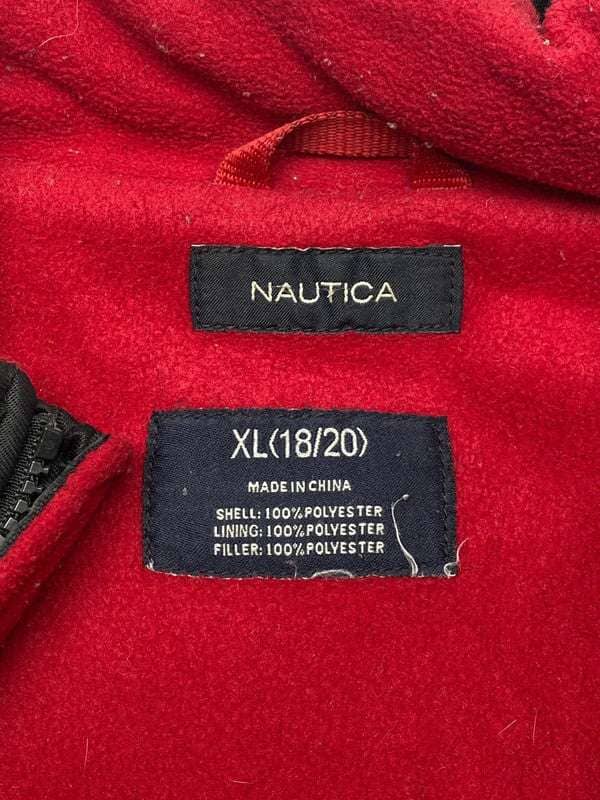 NAUTICA
XL(18/20)
MADE IN CHINA
SHELL: 100% POLYESTER
LINING: 100% POLYESTER
FILLER: 100% POLYESTER